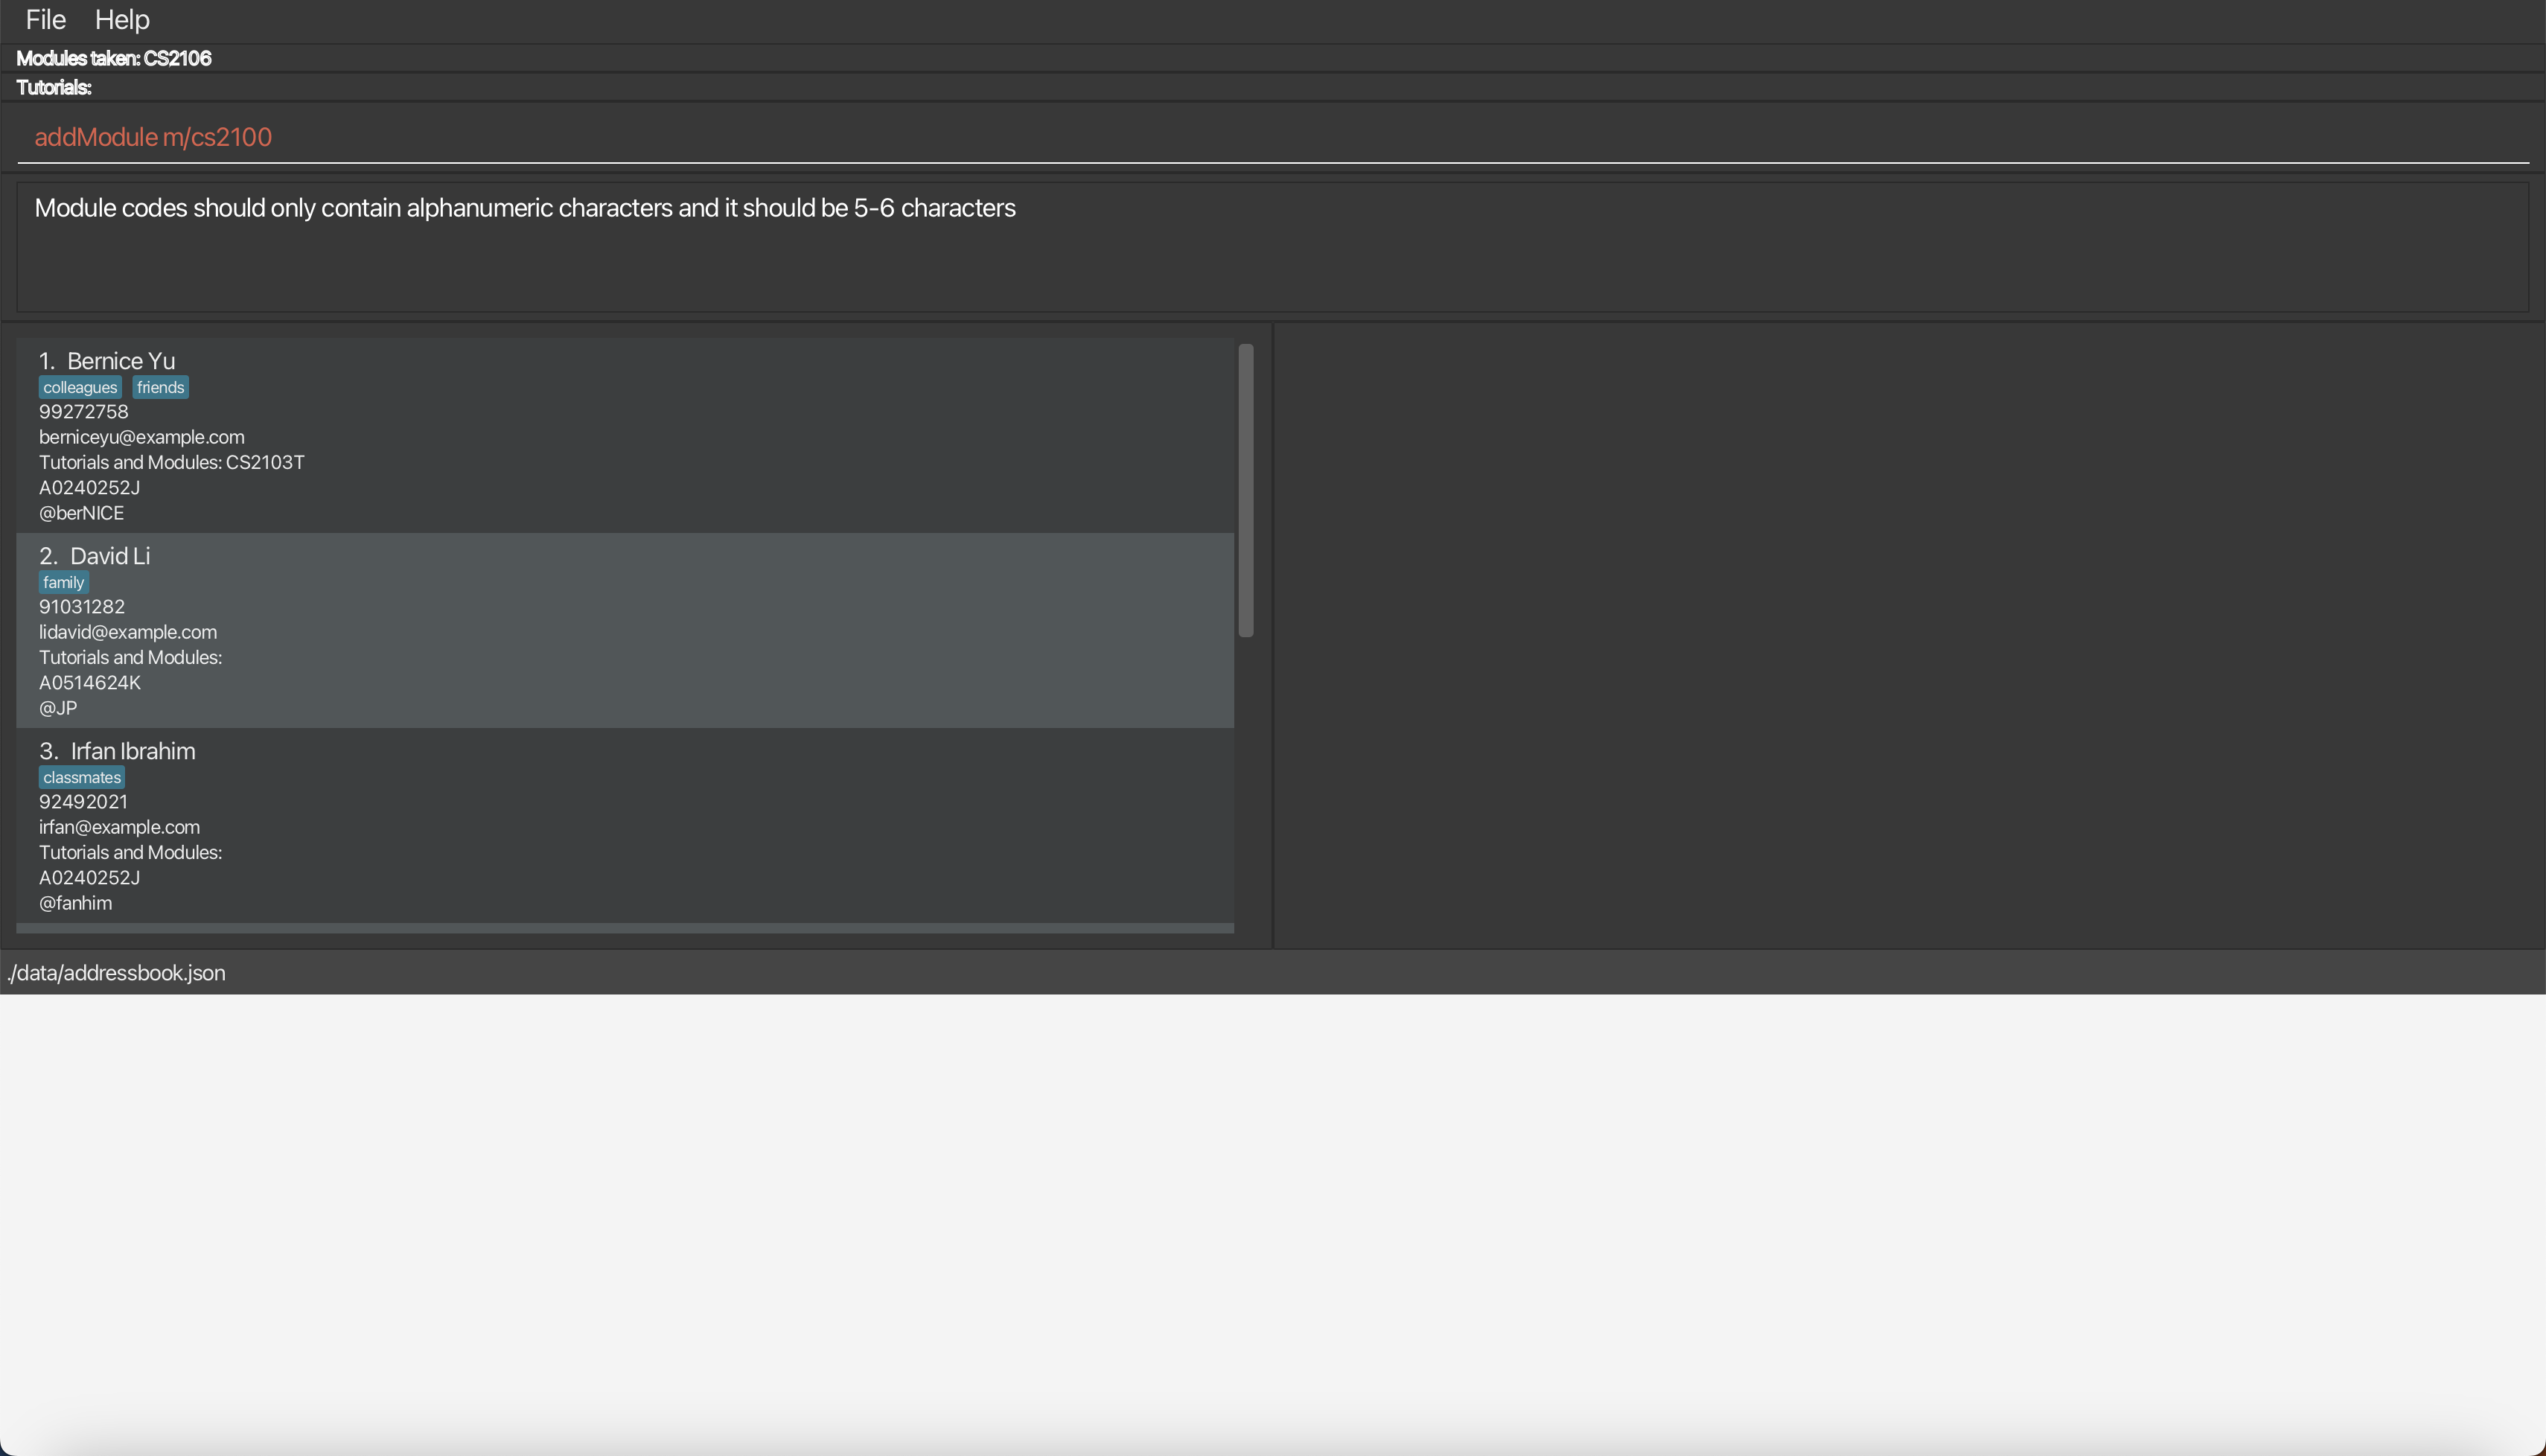 File Help
Modules taken: CS2106
Tutorials:
addModule m/cs2100
Module codes should only contain alphanumeric characters and it should be 5-6 characters
1. Bernice Yu
colleagues friends
99272758
berniceyu@example.com
Tutorials and Modules: CS2103T
A0240252J
@berNICE
2. David Li
family
91031282
lidavid@example.com
Tutorials and Modules:
A0514624K
@JP
3. Irfan Ibrahim
classmates
92492021
irfan@example.com
Tutorials and Modules:
A0240252J
@fanhim
./data/addressbook.json